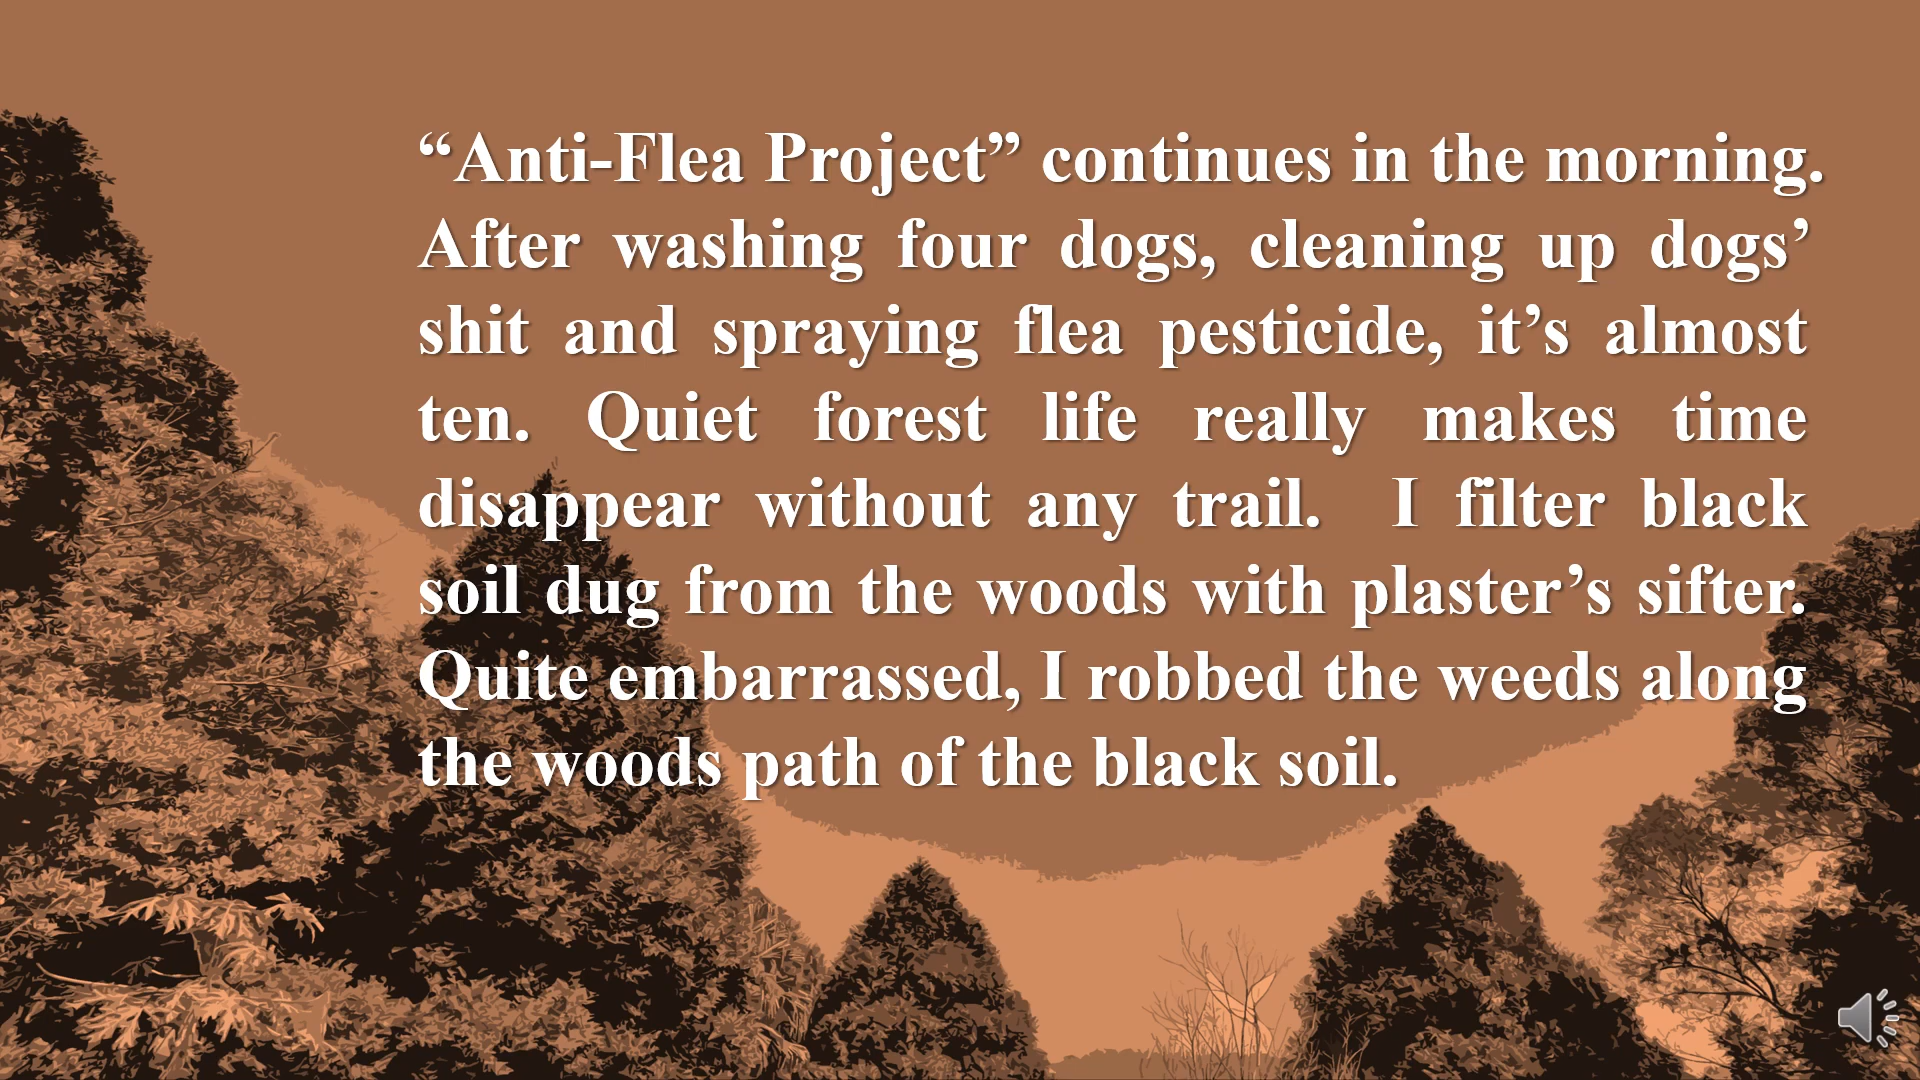 “Anti-Flea Project” continues in the morning.
After washing four dogs, cleaning up dogs’
shit and spraying flea pesticide, it’s almost
ten. Quiet forest life really makes time
disappear without any trail.  I filter black
soil dug from the woods with plaster’s sifter.
Quite embarrassed, I robbed the weeds along
the woods path of the black soil.